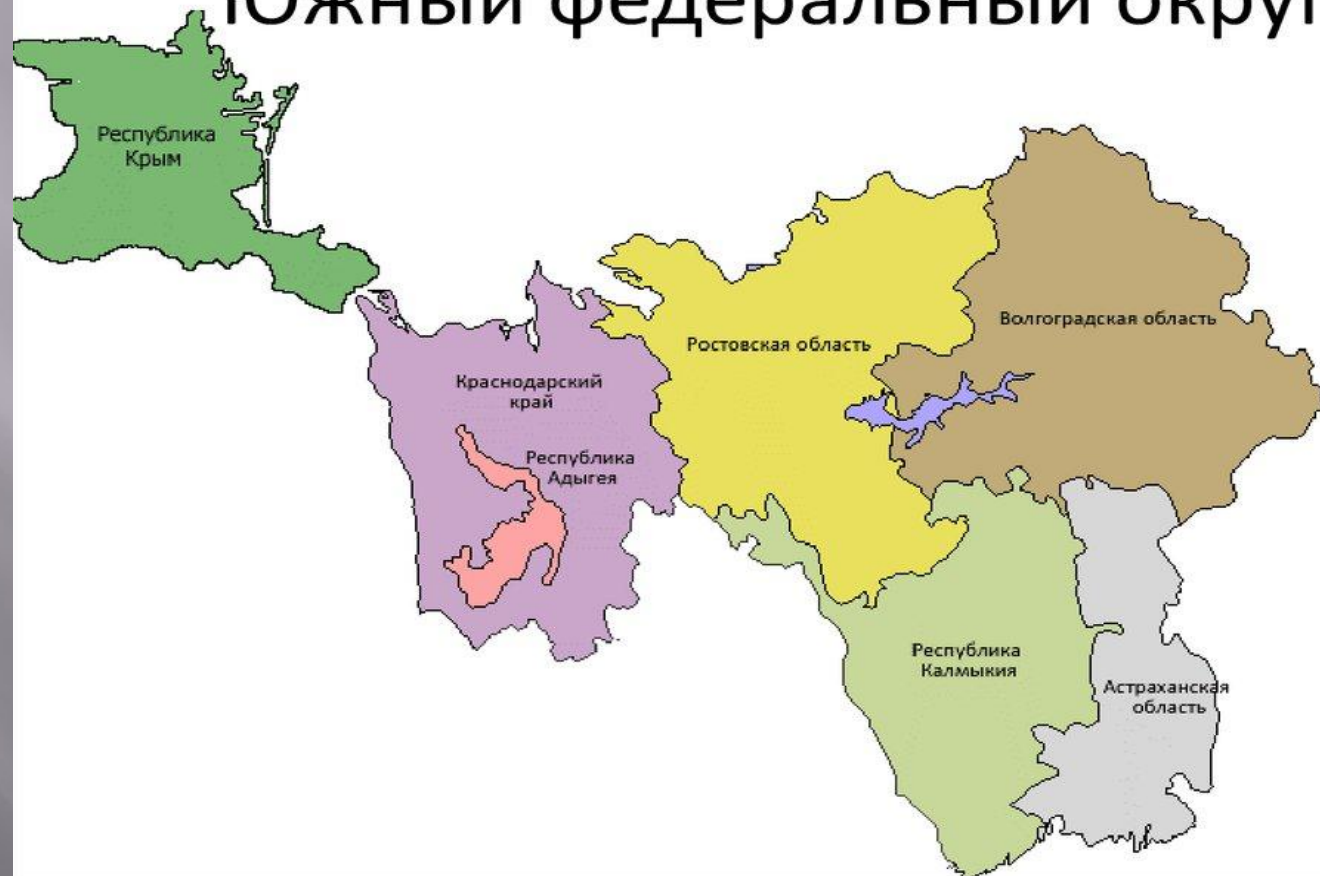 Южный федеральный округ
Республика
Крым
Волгоградская область
Ростовская область
Краснодарский
край
Республика
Адыгея
Республика
Калмыкия
Астраханская
область